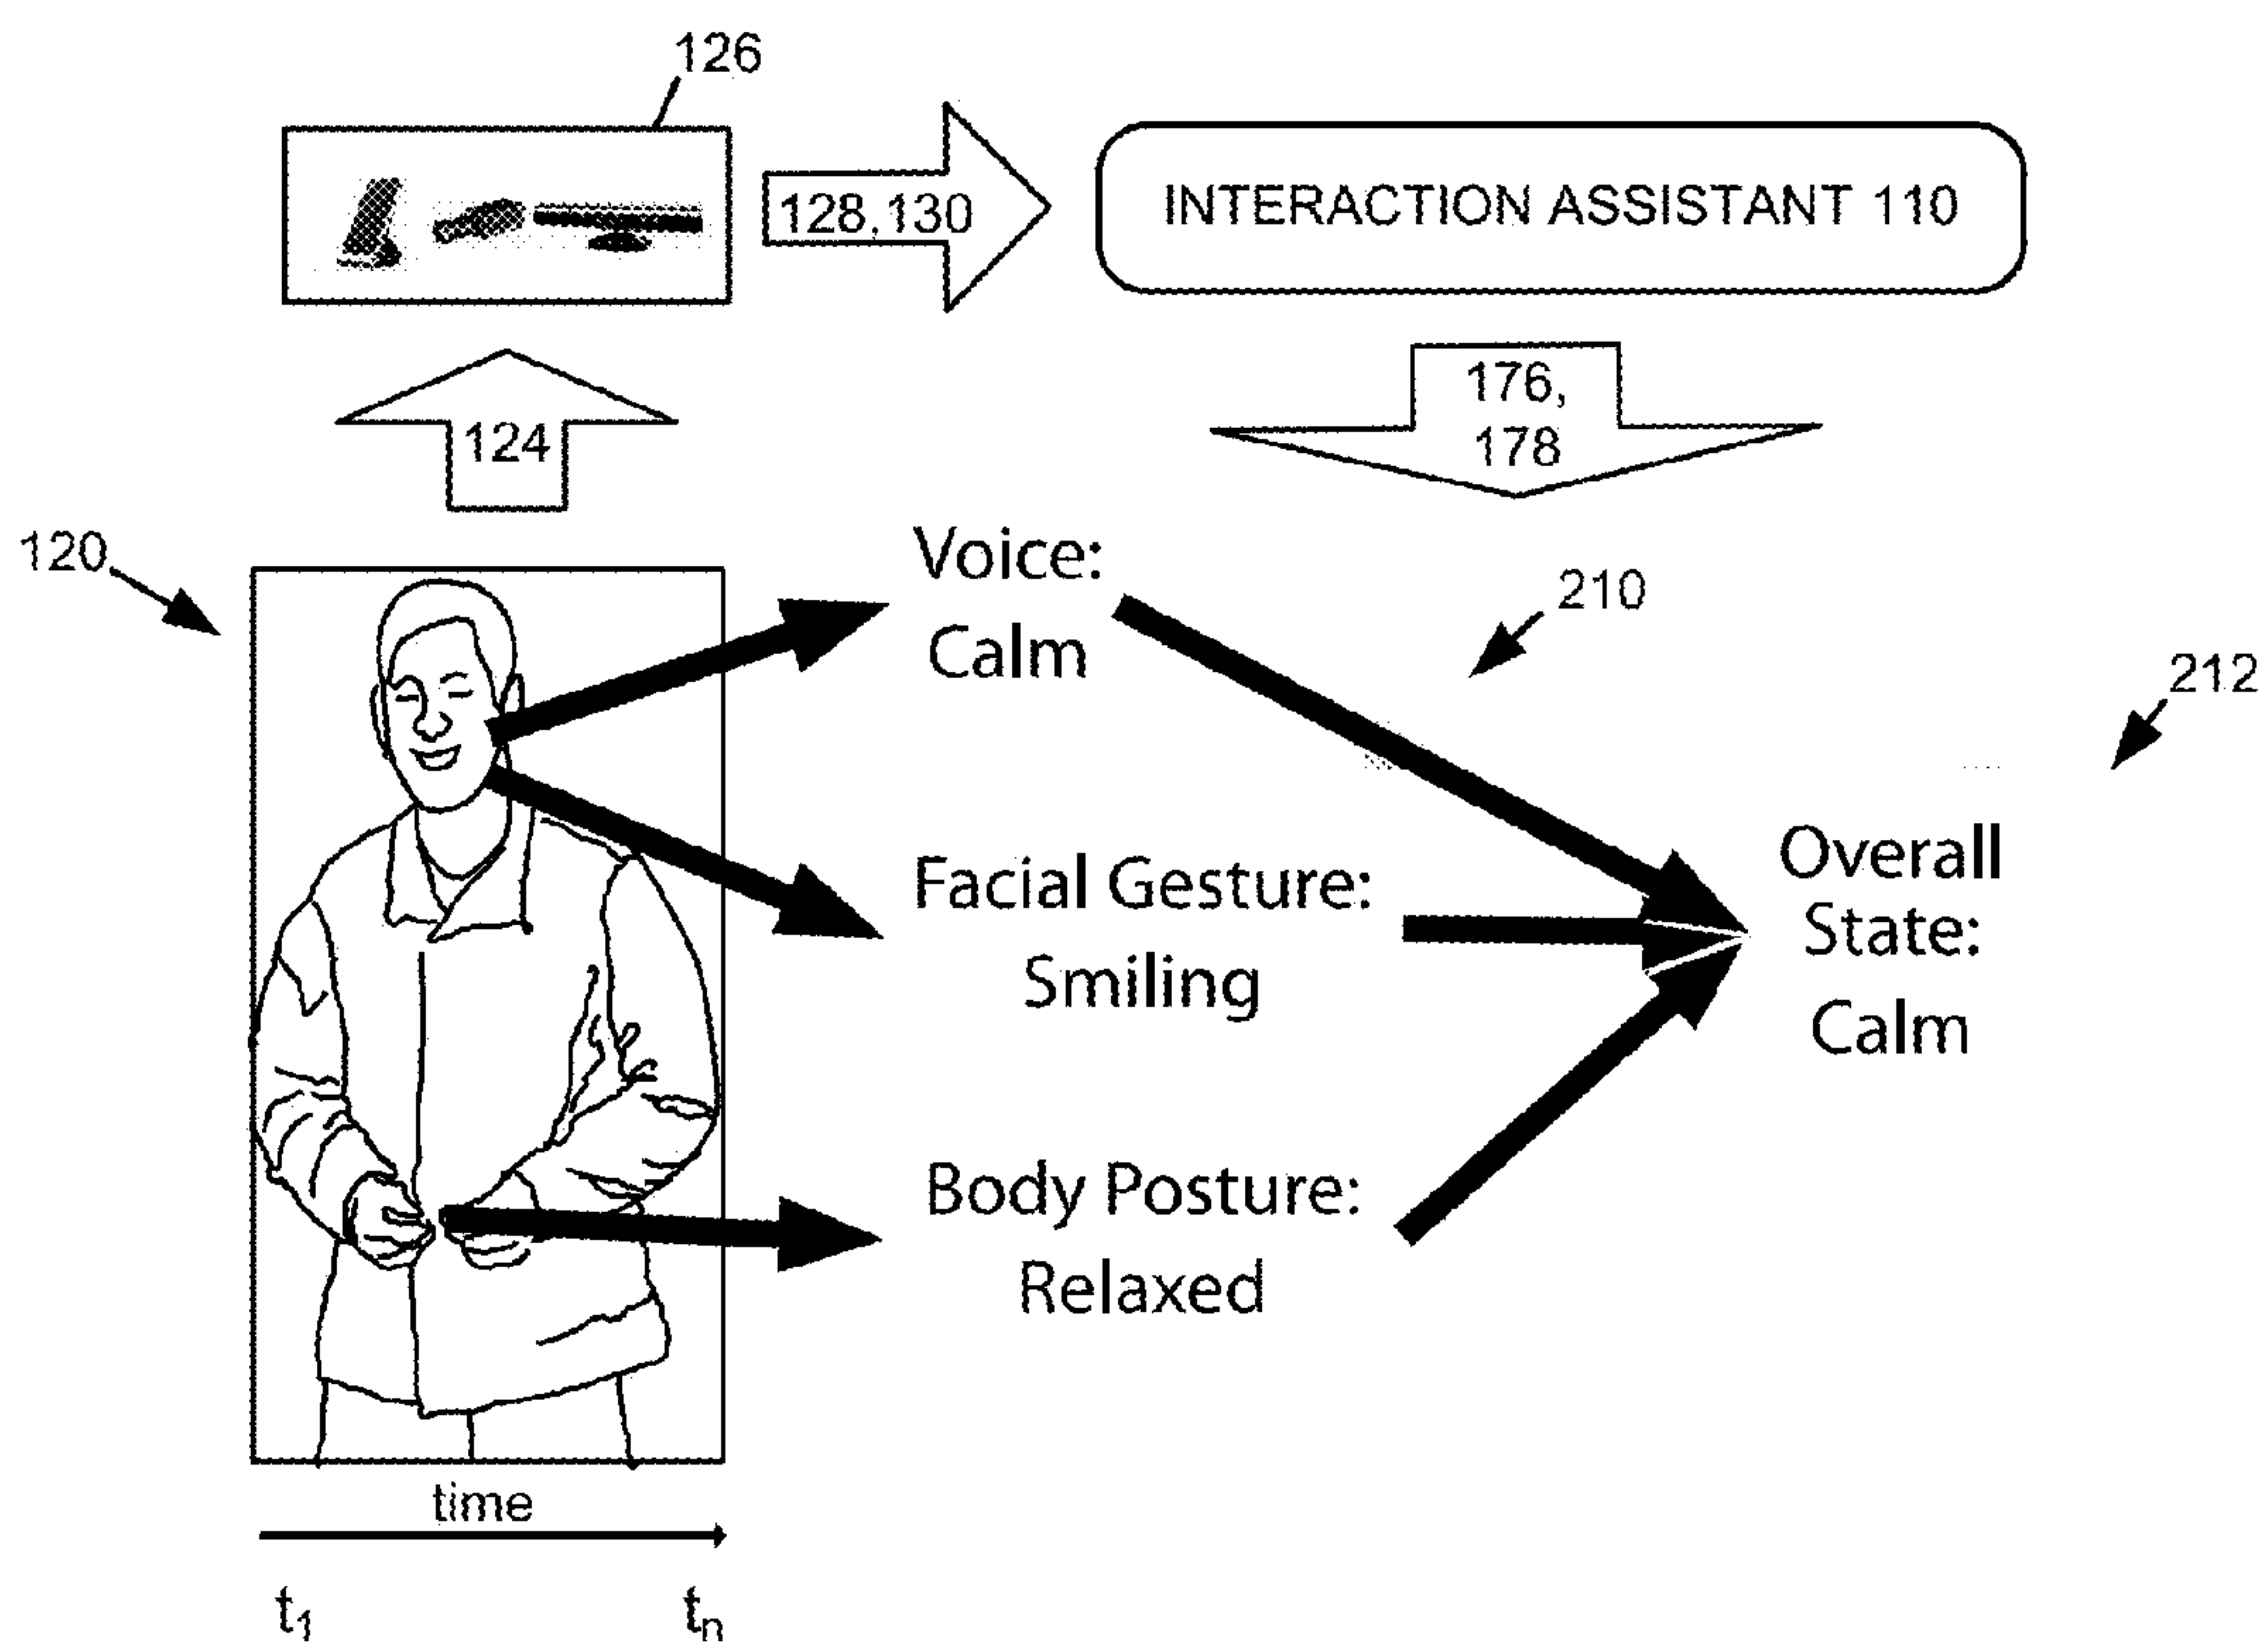 126
128,130
INTERACTION ASSISTANT 110
124
176,
178
120
Voice:
Calm
210
212
Facial Gesture:
Smiling
Overall
State:
Calm
Body Posture:
Relaxed
time
t1
tn